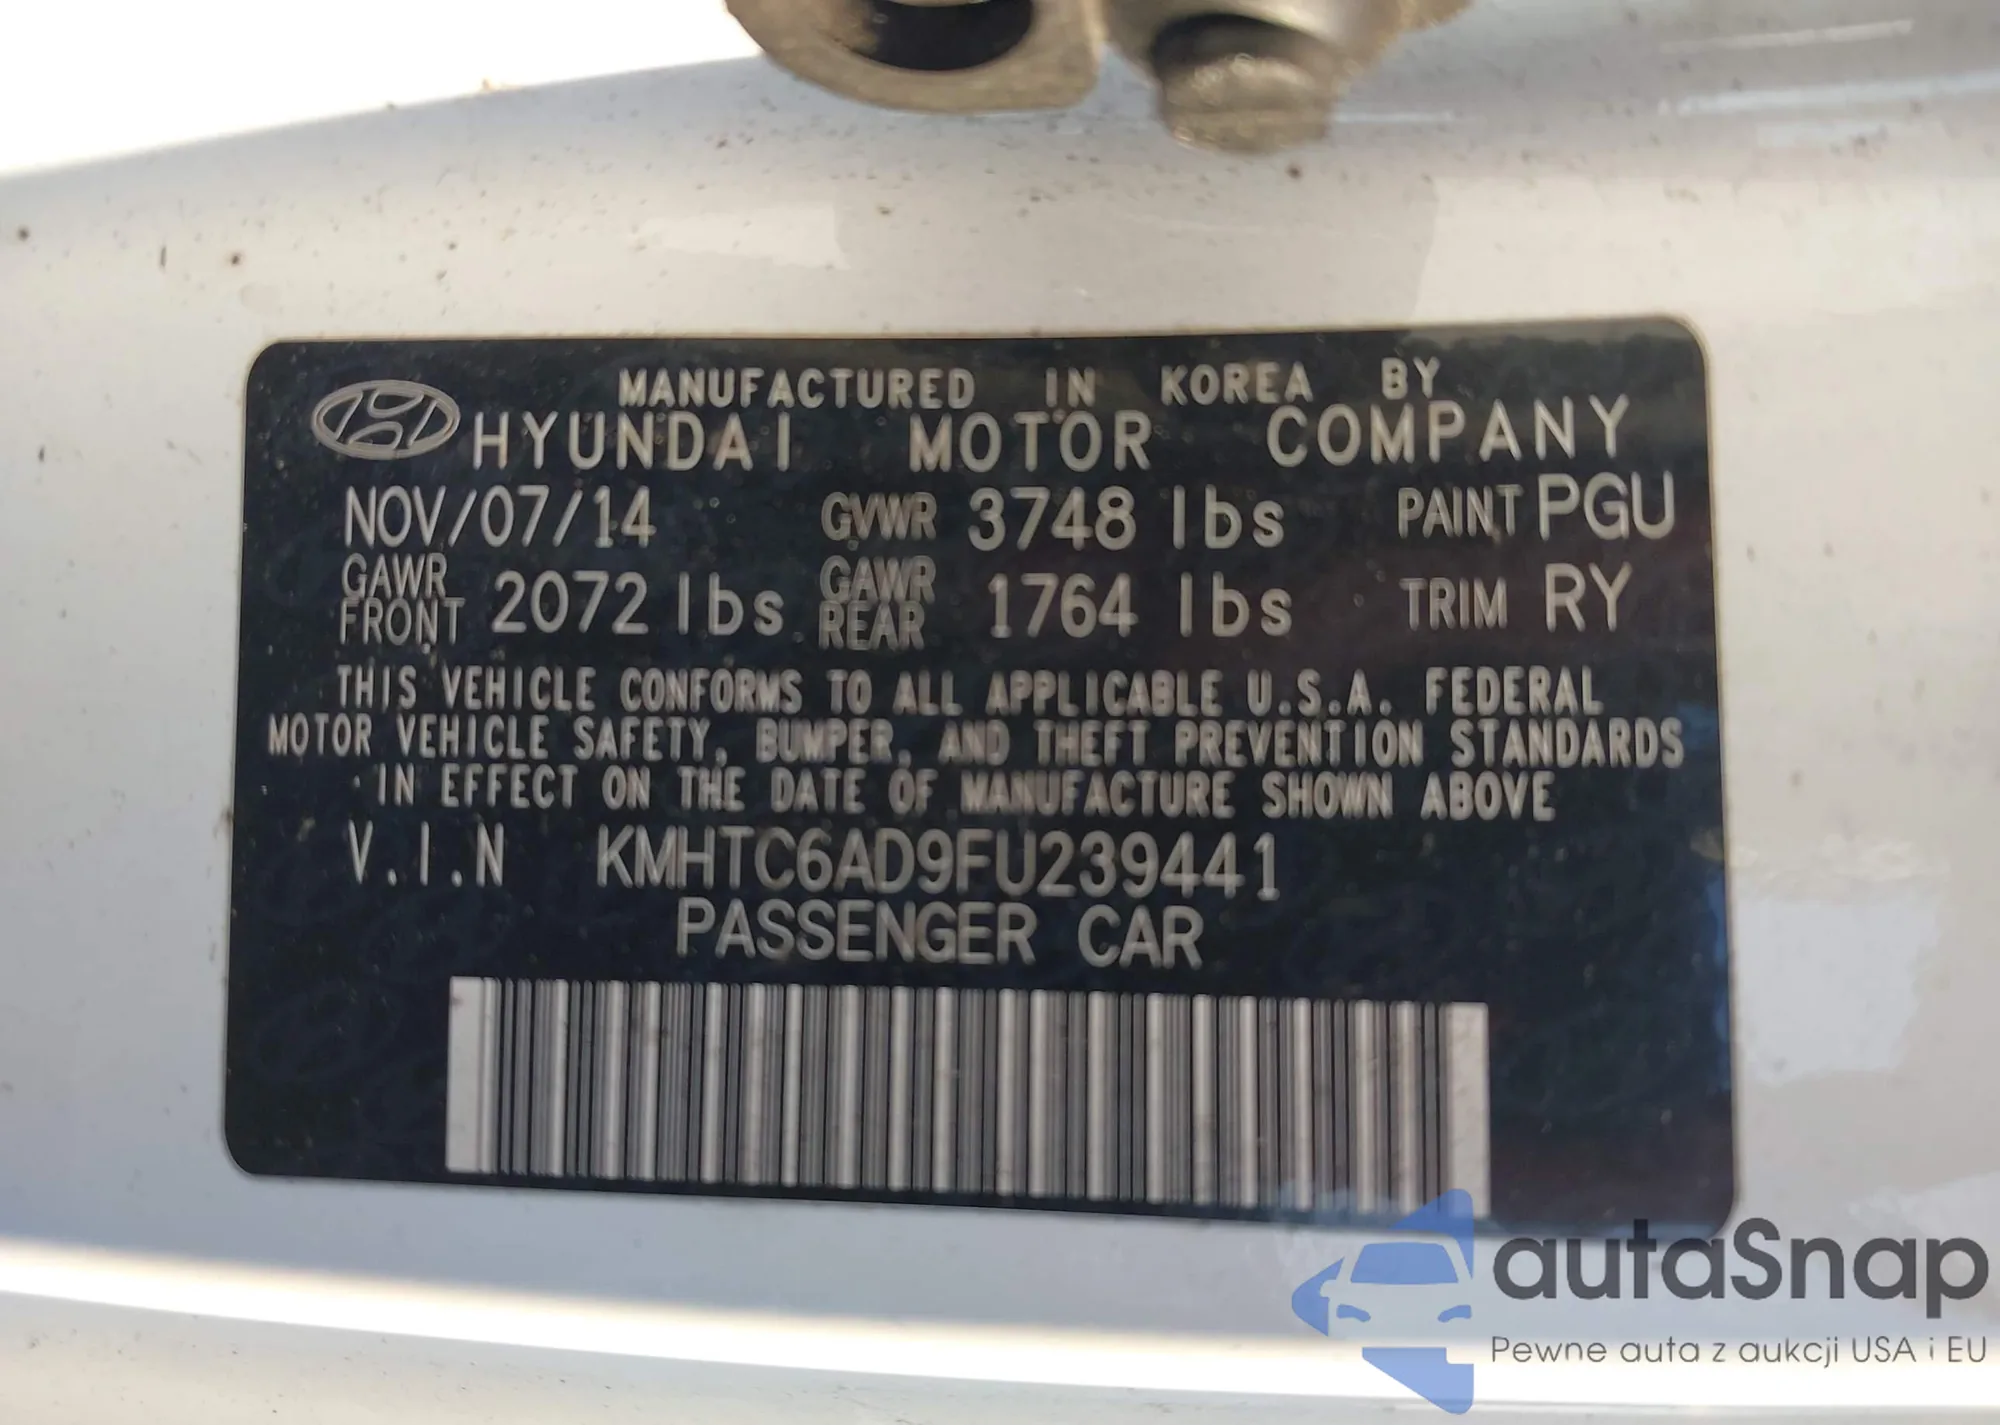 MANUFACTURED IN KOREA BY
HYUNDAI MOTOR COMPANY
NOV/07/14 GVWR 3748 lbs PAINT PGU
GAWR FRONT 2072 lbs GAWR REAR 1764 lbs TRIM RY
THIS VEHICLE CONFORMS TO ALL APPLICABLE U.S.A. FEDERAL
MOTOR VEHICLE SAFETY, BUMPER, AND THEFT PREVENTION STANDARDS
IN EFFECT ON THE DATE OF MANUFACTURE SHOWN ABOVE
V.I.N KMHTC6AD9FU239441
PASSENGER CAR
autaSnap
Pewne auta z aukcji USA i EU